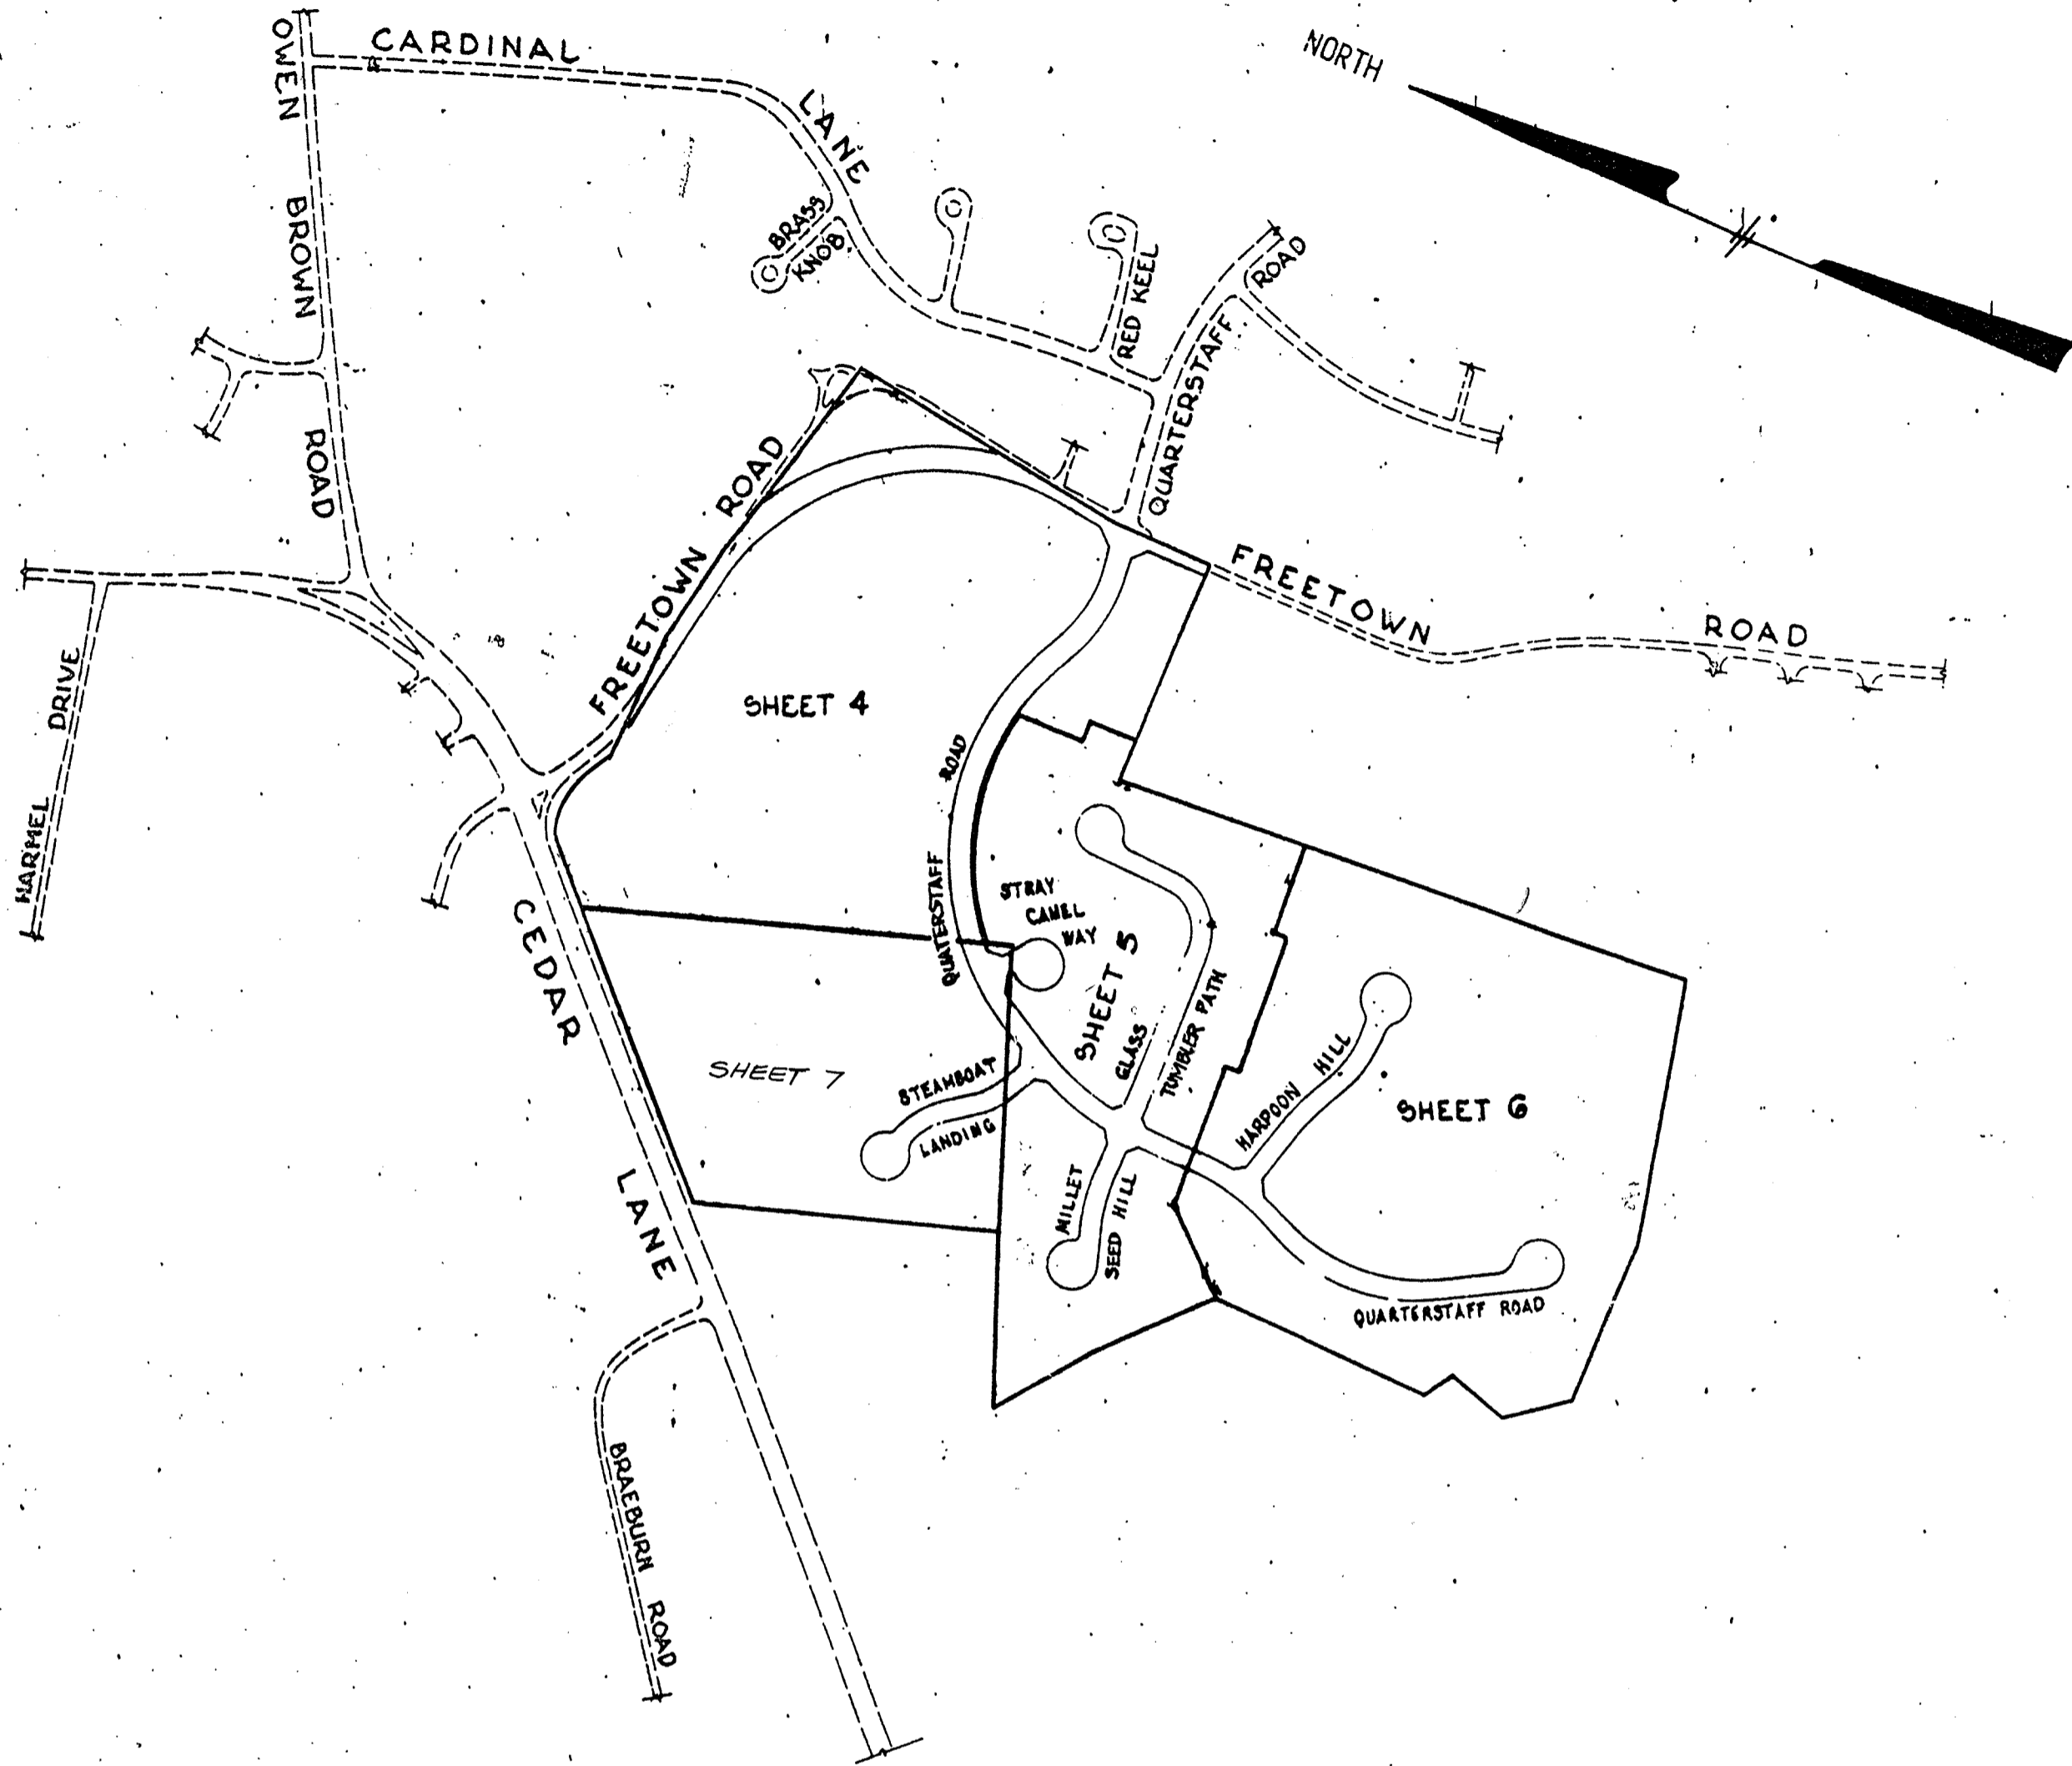 NORTH
CARDINAL
LANE
OWEN
BROWN
ROAD
BRASS
KNOB
RED KEEL
QUARTERSTAFF
ROAD
FREETOWN ROAD
FREETOWN
ROAD
HARMEL DRIVE
SHEET 4
QUATERSTAFF ROAD
STRAY
CAMEL
WAY
SHEET 5
GLASS
TUMBLER PATH
CEDAR
LANE
SHEET 7
STEAMBOAT
LANDING
HARPOON HILL
SHEET 6
MILLET
SEED HILL
QUARTERSTAFF ROAD
BRAEBURN ROAD